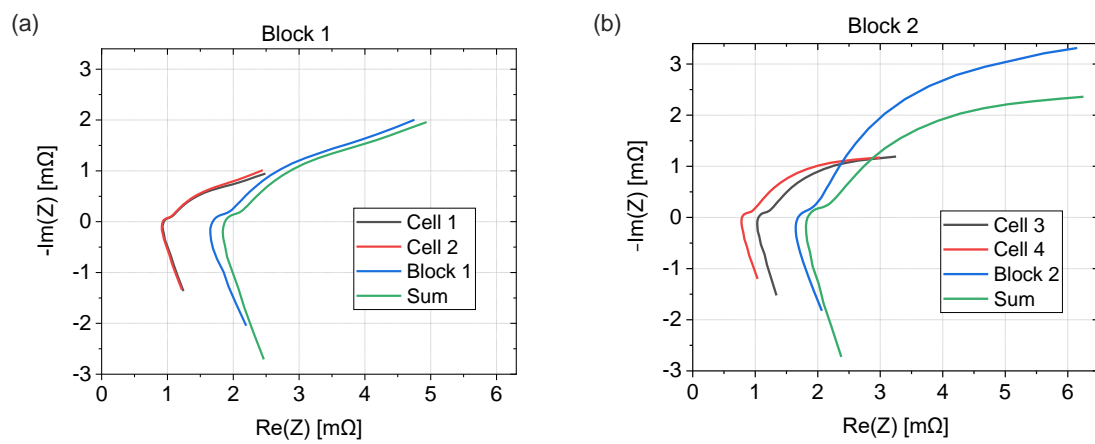 (a)
Block 1
-Im(Z) [mΩ]
3
2
1
0
-1
-2
-3
0 1 2 3 4 5 6
Re(Z) [mΩ]
Cell 1
Cell 2
Block 1
Sum
(b)
Block 2
-Im(Z) [mΩ]
3
2
1
0
-1
-2
-3
0 1 2 3 4 5 6
Re(Z) [mΩ]
Cell 3
Cell 4
Block 2
Sum